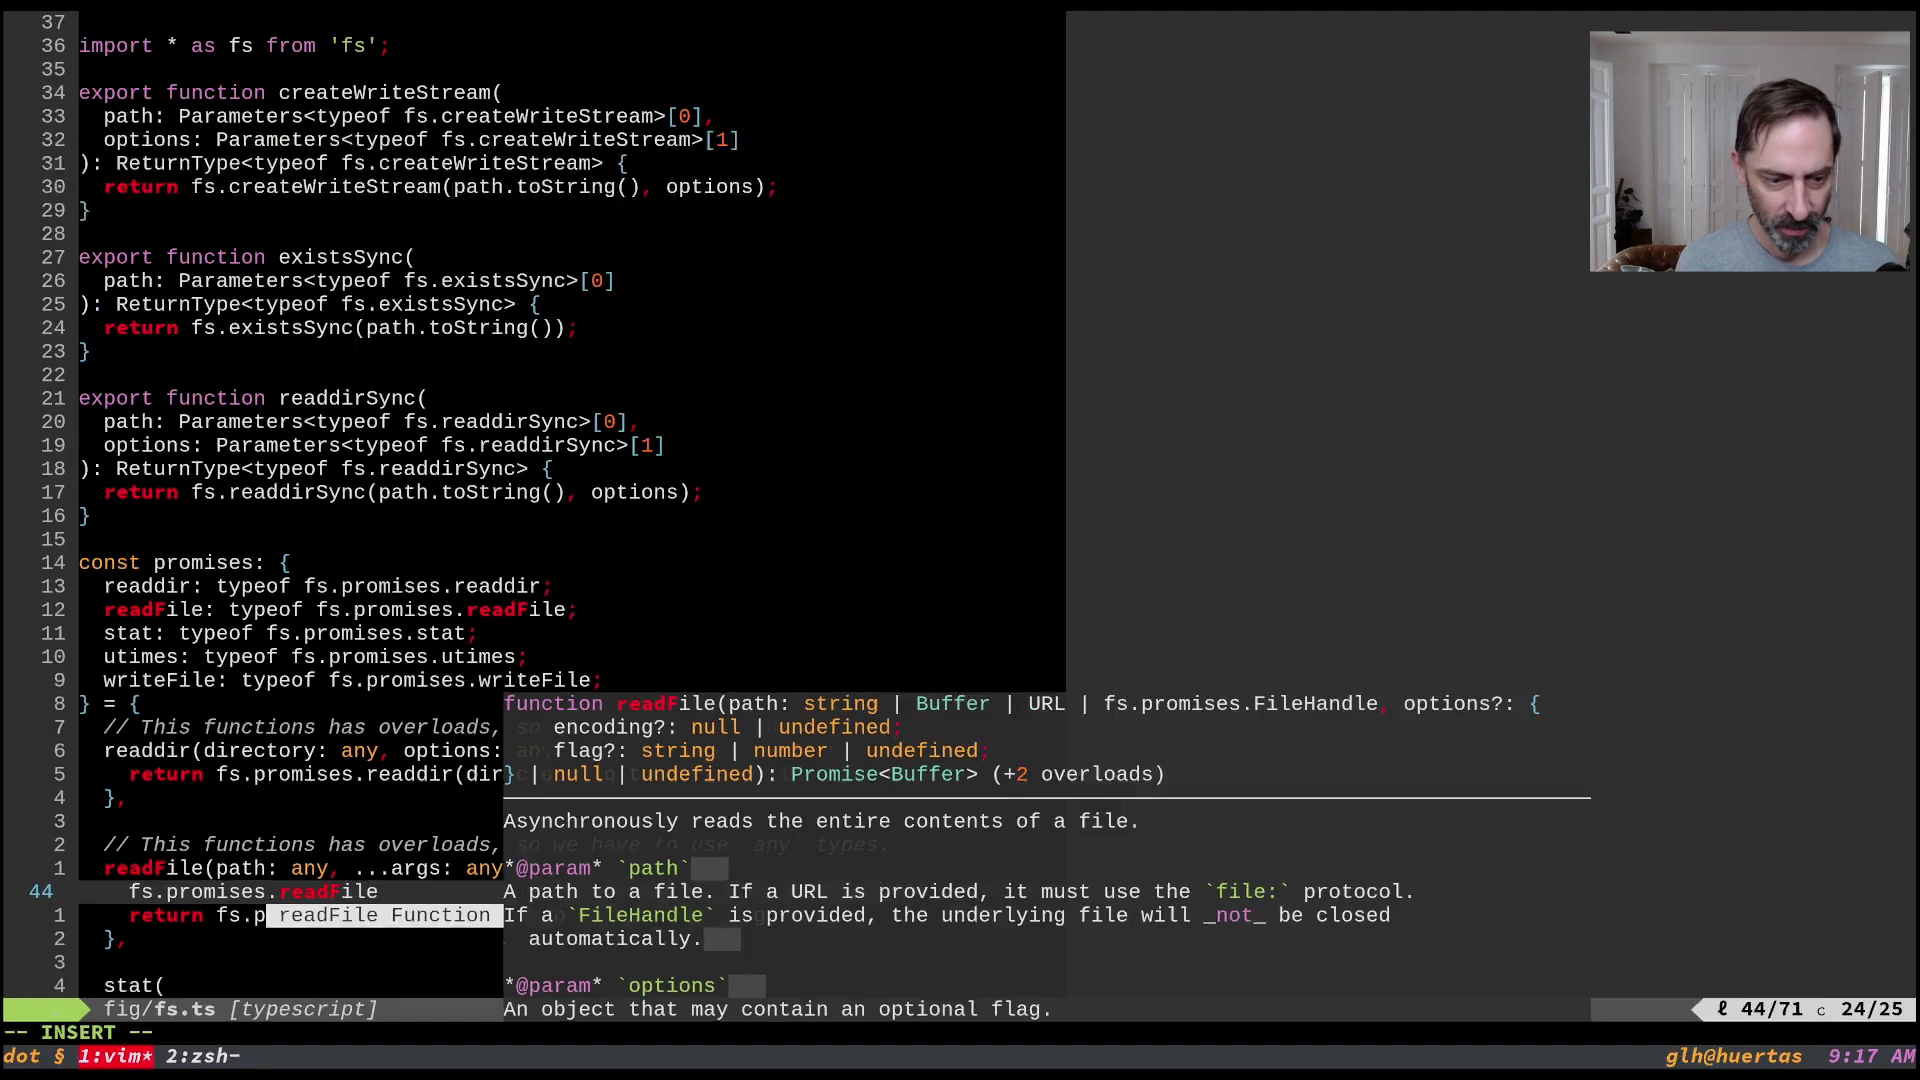 37
36 import * as fs from 'fs';
35
34 export function createWriteStream(
33   path: Parameters<typeof fs.createWriteStream>[0],
32   options: Parameters<typeof fs.createWriteStream>[1]
31 ): ReturnType<typeof fs.createWriteStream> {
30   return fs.createWriteStream(path.toString(), options);
29 }
28
27 export function existsSync(
26   path: Parameters<typeof fs.existsSync>[0]
25 ): ReturnType<typeof fs.existsSync> {
24   return fs.existsSync(path.toString());
23 }
22
21 export function readdirSync(
20   path: Parameters<typeof fs.readdirSync>[0],
19   options: Parameters<typeof fs.readdirSync>[1]
18 ): ReturnType<typeof fs.readdirSync> {
17   return fs.readdirSync(path.toString(), options);
16 }
15
14 const promises: {
13   readdir: typeof fs.promises.readdir;
12   readFile: typeof fs.promises.readFile;
11   stat: typeof fs.promises.stat;
10   utimes: typeof fs.promises.utimes;
9   writeFile: typeof fs.promises.writeFile;
8 } = {
7   // This functions has overloads,
6   readdir(directory: any, options:
5     return fs.promises.readdir(dir
4   },
3
2   // This functions has overloads, so we have to use `any` types.
1   readFile(path: any, ...args: any
44     fs.promises.readFile
1     return fs.p readFile Function
2   },
3
4   stat(
function readFile(path: string | Buffer | URL | fs.promises.FileHandle, options?: {
    encoding?: null | undefined;
    flag?: string | number | undefined;
} | null | undefined): Promise<Buffer> (+2 overloads)
Asynchronously reads the entire contents of a file.
*@param* `path`
A path to a file. If a URL is provided, it must use the `file:` protocol.
If a `FileHandle` is provided, the underlying file will _not_ be closed
  automatically.
*@param* `options`
An object that may contain an optional flag.
fig/fs.ts [typescript] ℓ 44/71 c 24/25
-- INSERT --
dot § 1:vim* 2:zsh- glh@huertas 9:17 AM